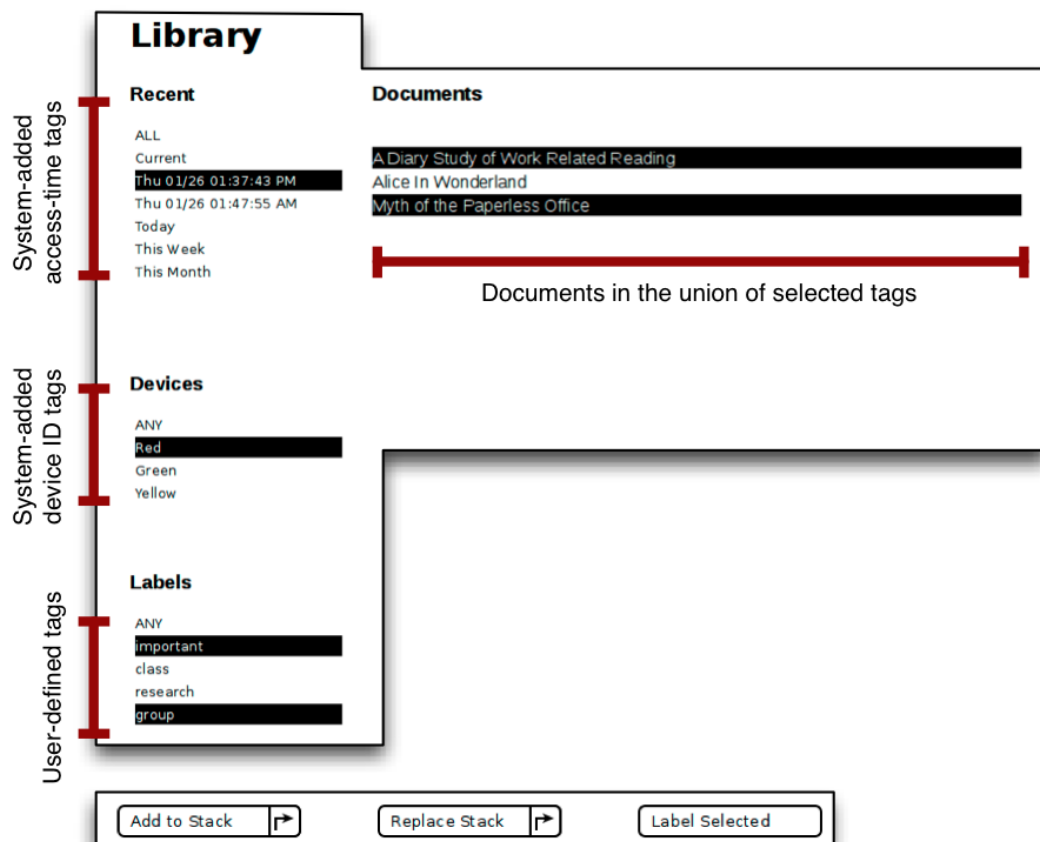 Library
System-added
access-time tags
Recent
ALL
Current
Thu 01/26 01:37:43 PM
Thu 01/26 01:47:55 AM
Today
This Week
This Month
Documents
A Diary Study of Work Related Reading
Alice In Wonderland
Myth of the Paperless Office
Documents in the union of selected tags
System-added
device ID tags
Devices
ANY
Red
Green
Yellow
User-defined tags
Labels
ANY
important
class
research
group
Add to Stack
Replace Stack
Label Selected